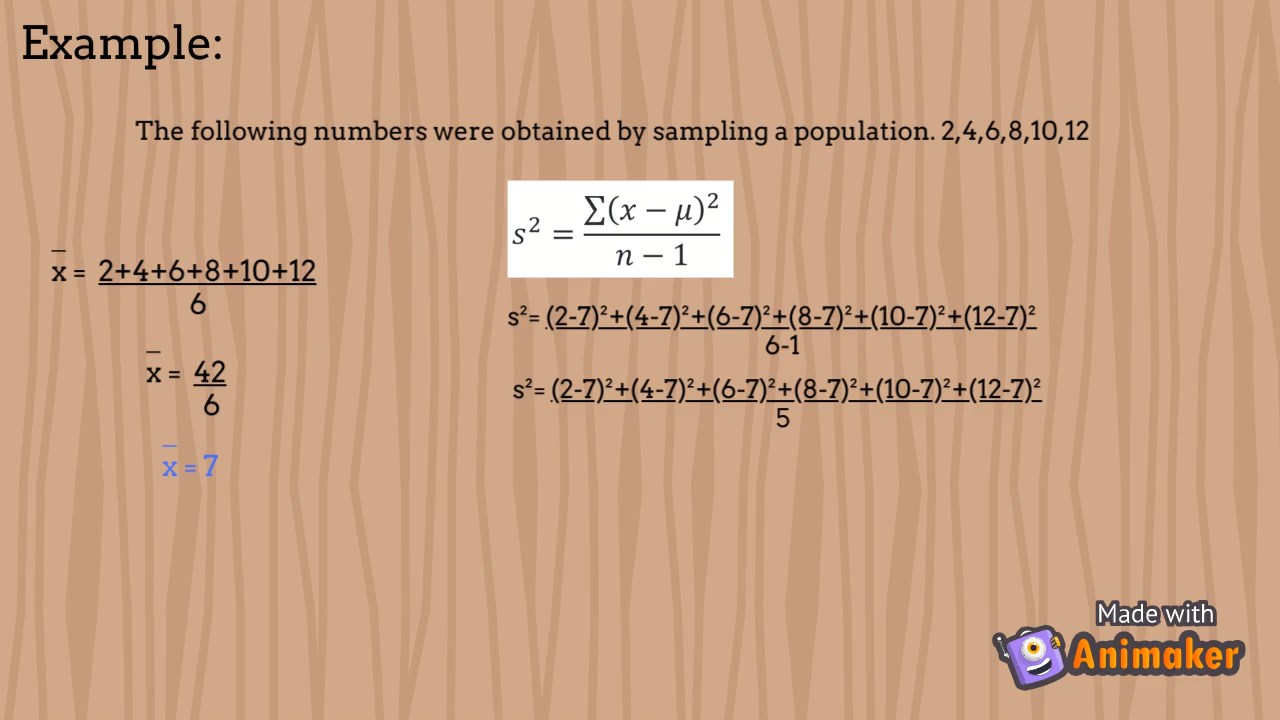 Example:
The following numbers were obtained by sampling a population. 2,4,6,8,10,12
x̄ = 2+4+6+8+10+12
6
x̄ = 42
6
x̄ = 7
s² = ∑(x − μ)²
n − 1
s²= (2-7)²+(4-7)²+(6-7)²+(8-7)²+(10-7)²+(12-7)²
6-1
s²= (2-7)²+(4-7)²+(6-7)²+(8-7)²+(10-7)²+(12-7)²
5
Made with
Animaker